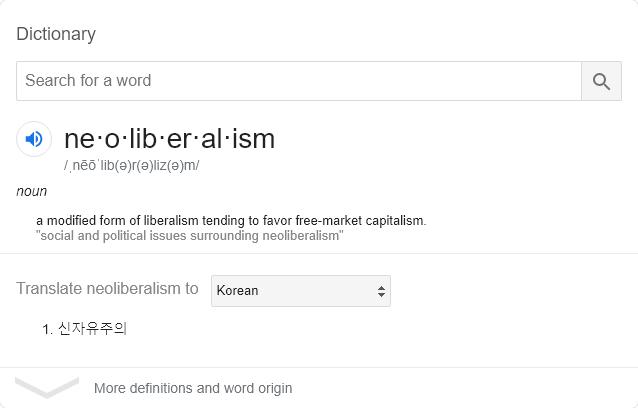 Dictionary
Search for a word
ne·o·lib·er·al·ism
/ˌnēōˈlib(ə)r(ə)liz(ə)m/
noun
a modified form of liberalism tending to favor free-market capitalism.
"social and political issues surrounding neoliberalism"
Translate neoliberalism to Korean
1. 신자유주의
More definitions and word origin